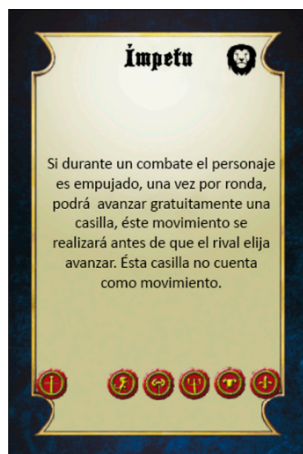 Ímpetu
Si durante un combate el personaje
es empujado, una vez por ronda,
podrá avanzar gratuitamente una
casilla, éste movimiento se
realizará antes de que el rival elija
avanzar. Ésta casilla no cuenta
como movimiento.